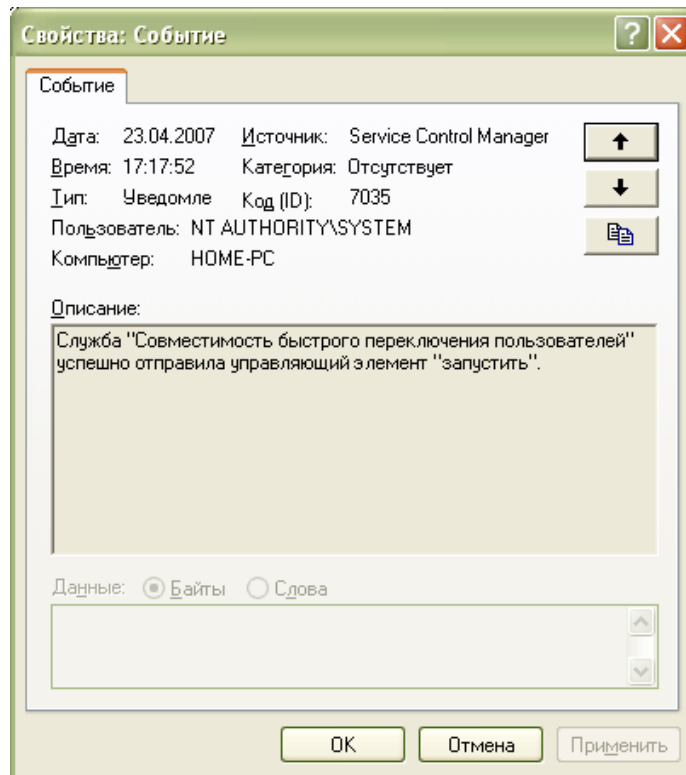 Свойства: Событие
Событие
Дата: 23.04.2007 Источник: Service Control Manager
Время: 17:17:52 Категория: Отсутствует
Тип: Уведомле Код (ID): 7035
Пользователь: NT AUTHORITY\SYSTEM
Компьютер: HOME-PC
Описание:
Служба "Совместимость быстрого переключения пользователей"
успешно отправила управляющий элемент "запустить".
Данные: Байты Слова
OK Отмена Применить